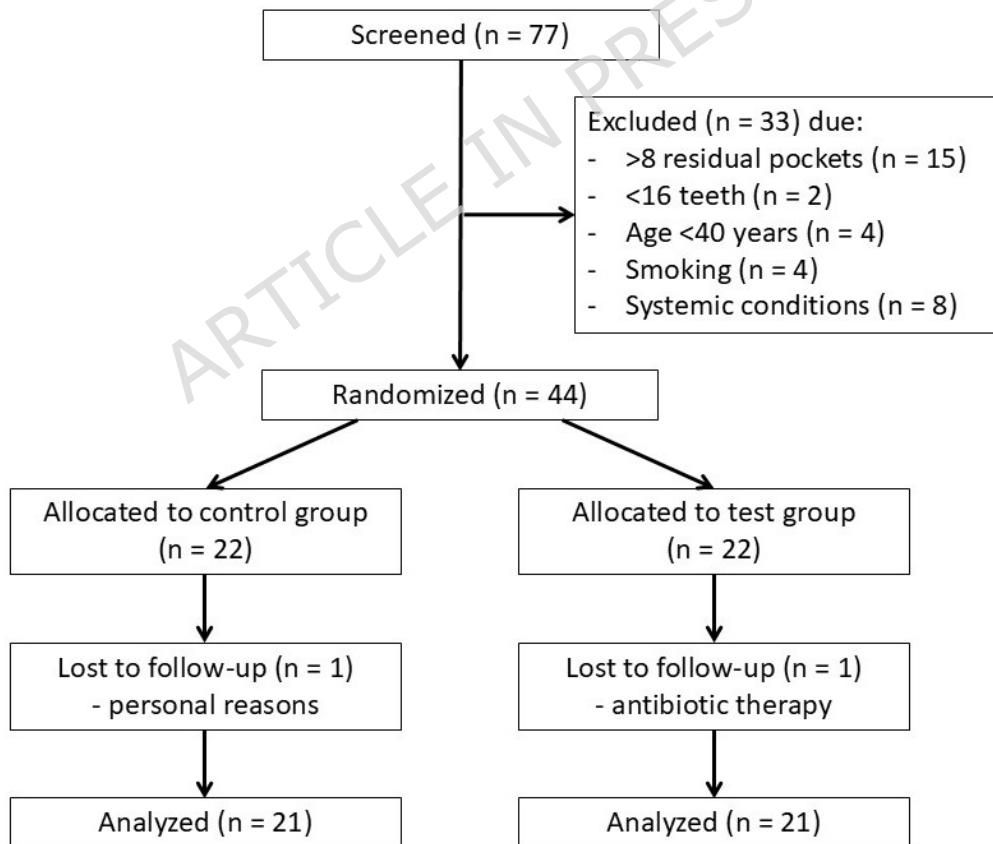 Screened (n = 77)
ARTICLE IN PRES
Excluded (n = 33) due:
- >8 residual pockets (n = 15)
- <16 teeth (n = 2)
- Age <40 years (n = 4)
- Smoking (n = 4)
- Systemic conditions (n = 8)
Randomized (n = 44)
Allocated to control group
(n = 22)
Allocated to test group
(n = 22)
Lost to follow-up (n = 1)
- personal reasons
Lost to follow-up (n = 1)
- antibiotic therapy
Analyzed (n = 21)
Analyzed (n = 21)